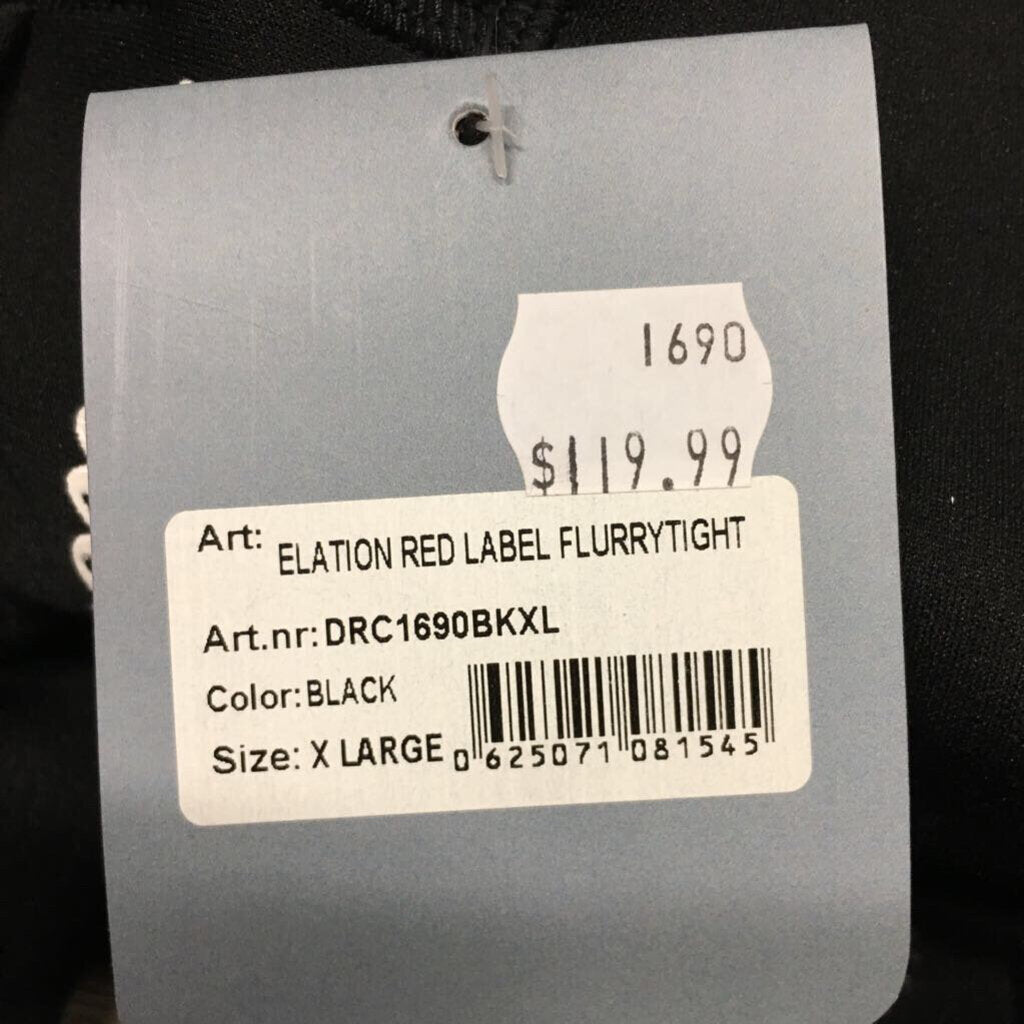 1690
$119.99
Art: ELATION RED LABEL FLURRYTIGHT
Art.nr: DRC1690BKXL
Color: BLACK
Size: X LARGE
0 625071 081545